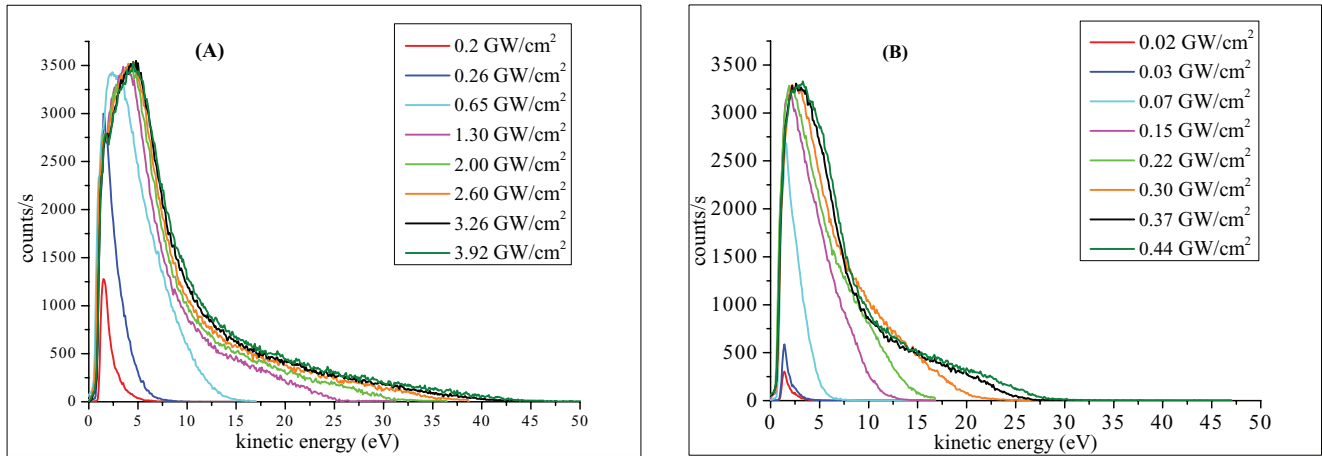 (A)
0.2 GW/cm²
0.26 GW/cm²
0.65 GW/cm²
1.30 GW/cm²
2.00 GW/cm²
2.60 GW/cm²
3.26 GW/cm²
3.92 GW/cm²
3500
3000
2500
2000
1500
1000
500
0
counts/s
0 5 10 15 20 25 30 35 40 45 50
kinetic energy (eV)
(B)
0.02 GW/cm²
0.03 GW/cm²
0.07 GW/cm²
0.15 GW/cm²
0.22 GW/cm²
0.30 GW/cm²
0.37 GW/cm²
0.44 GW/cm²
3500
3000
2500
2000
1500
1000
500
0
counts/s
0 5 10 15 20 25 30 35 40 45 50
kinetic energy (eV)